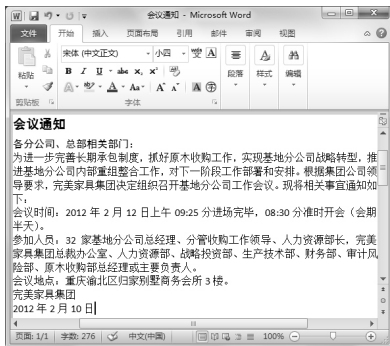 会议通知 - Microsoft Word
文件 开始 插入 页面布局 引用 邮件 审阅 视图
宋体 (中文正文) 小四 wén A
粘贴 B I U abc x₂ x² 段落 样式 编辑
A ab A Aa A A A 字
剪贴板 字体
会议通知
各分公司、总部相关部门：
为进一步完善长期承包制度，抓好原木收购工作，实现基地分公司战略转型，推
进基地分公司内部重组整合工作，对下一阶段工作部署和安排。根据集团公司领
导要求，完美家具集团决定组织召开基地分公司工作会议。现将相关事宜通知如
下：
会议时间：2012 年 2 月 12 日上午 09:25 分进场完毕，08:30 分准时开会（会期
半天）。
参加人员：32 家基地分公司总经理、分管收购工作领导、人力资源部长，完美
家具集团总裁办公室、人力资源部、战略投资部、生产技术部、财务部、审计风
险部、原木收购部总经理或主要负责人。
会议地点：重庆渝北区归家别墅商务会所 3 楼。
完美家具集团
2012 年 2 月 10 日
页面: 1/1 字数: 276 中文(中国) 100%